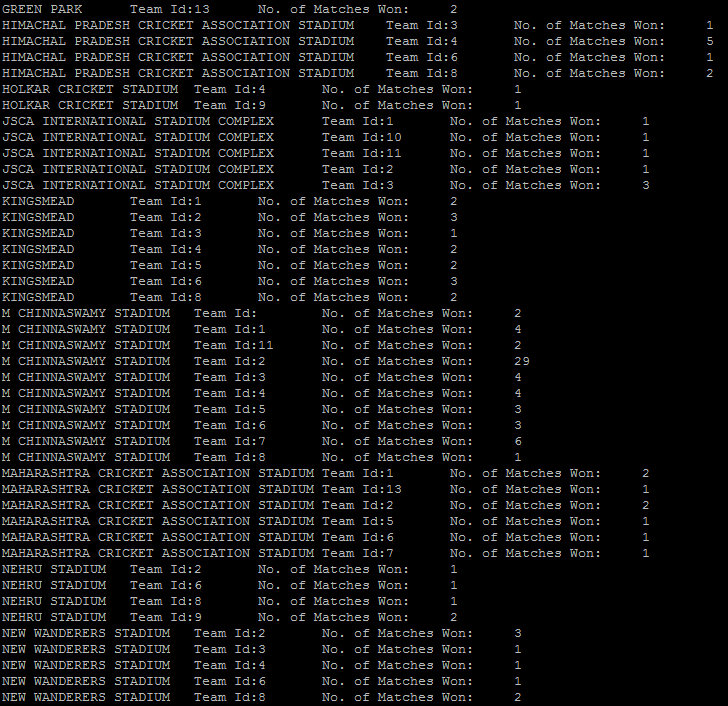 GREEN PARK Team Id:13 No. of Matches Won: 2
HIMACHAL PRADESH CRICKET ASSOCIATION STADIUM Team Id:3 No. of Matches Won: 1
HIMACHAL PRADESH CRICKET ASSOCIATION STADIUM Team Id:4 No. of Matches Won: 5
HIMACHAL PRADESH CRICKET ASSOCIATION STADIUM Team Id:6 No. of Matches Won: 1
HIMACHAL PRADESH CRICKET ASSOCIATION STADIUM Team Id:8 No. of Matches Won: 2
HOLKAR CRICKET STADIUM Team Id:4 No. of Matches Won: 1
HOLKAR CRICKET STADIUM Team Id:9 No. of Matches Won: 1
JSCA INTERNATIONAL STADIUM COMPLEX Team Id:1 No. of Matches Won: 1
JSCA INTERNATIONAL STADIUM COMPLEX Team Id:10 No. of Matches Won: 1
JSCA INTERNATIONAL STADIUM COMPLEX Team Id:11 No. of Matches Won: 1
JSCA INTERNATIONAL STADIUM COMPLEX Team Id:2 No. of Matches Won: 1
JSCA INTERNATIONAL STADIUM COMPLEX Team Id:3 No. of Matches Won: 3
KINGSMEAD Team Id:1 No. of Matches Won: 2
KINGSMEAD Team Id:2 No. of Matches Won: 3
KINGSMEAD Team Id:3 No. of Matches Won: 1
KINGSMEAD Team Id:4 No. of Matches Won: 2
KINGSMEAD Team Id:5 No. of Matches Won: 2
KINGSMEAD Team Id:6 No. of Matches Won: 3
KINGSMEAD Team Id:8 No. of Matches Won: 2
M CHINNASWAMY STADIUM Team Id: No. of Matches Won: 2
M CHINNASWAMY STADIUM Team Id:1 No. of Matches Won: 4
M CHINNASWAMY STADIUM Team Id:11 No. of Matches Won: 2
M CHINNASWAMY STADIUM Team Id:2 No. of Matches Won: 29
M CHINNASWAMY STADIUM Team Id:3 No. of Matches Won: 4
M CHINNASWAMY STADIUM Team Id:4 No. of Matches Won: 4
M CHINNASWAMY STADIUM Team Id:5 No. of Matches Won: 3
M CHINNASWAMY STADIUM Team Id:6 No. of Matches Won: 3
M CHINNASWAMY STADIUM Team Id:7 No. of Matches Won: 6
M CHINNASWAMY STADIUM Team Id:8 No. of Matches Won: 1
MAHARASHTRA CRICKET ASSOCIATION STADIUM Team Id:1 No. of Matches Won: 2
MAHARASHTRA CRICKET ASSOCIATION STADIUM Team Id:13 No. of Matches Won: 1
MAHARASHTRA CRICKET ASSOCIATION STADIUM Team Id:2 No. of Matches Won: 2
MAHARASHTRA CRICKET ASSOCIATION STADIUM Team Id:5 No. of Matches Won: 1
MAHARASHTRA CRICKET ASSOCIATION STADIUM Team Id:6 No. of Matches Won: 1
MAHARASHTRA CRICKET ASSOCIATION STADIUM Team Id:7 No. of Matches Won: 1
NEHRU STADIUM Team Id:2 No. of Matches Won: 1
NEHRU STADIUM Team Id:6 No. of Matches Won: 1
NEHRU STADIUM Team Id:8 No. of Matches Won: 1
NEHRU STADIUM Team Id:9 No. of Matches Won: 2
NEW WANDERERS STADIUM Team Id:2 No. of Matches Won: 3
NEW WANDERERS STADIUM Team Id:3 No. of Matches Won: 1
NEW WANDERERS STADIUM Team Id:4 No. of Matches Won: 1
NEW WANDERERS STADIUM Team Id:6 No. of Matches Won: 1
NEW WANDERERS STADIUM Team Id:8 No. of Matches Won: 2